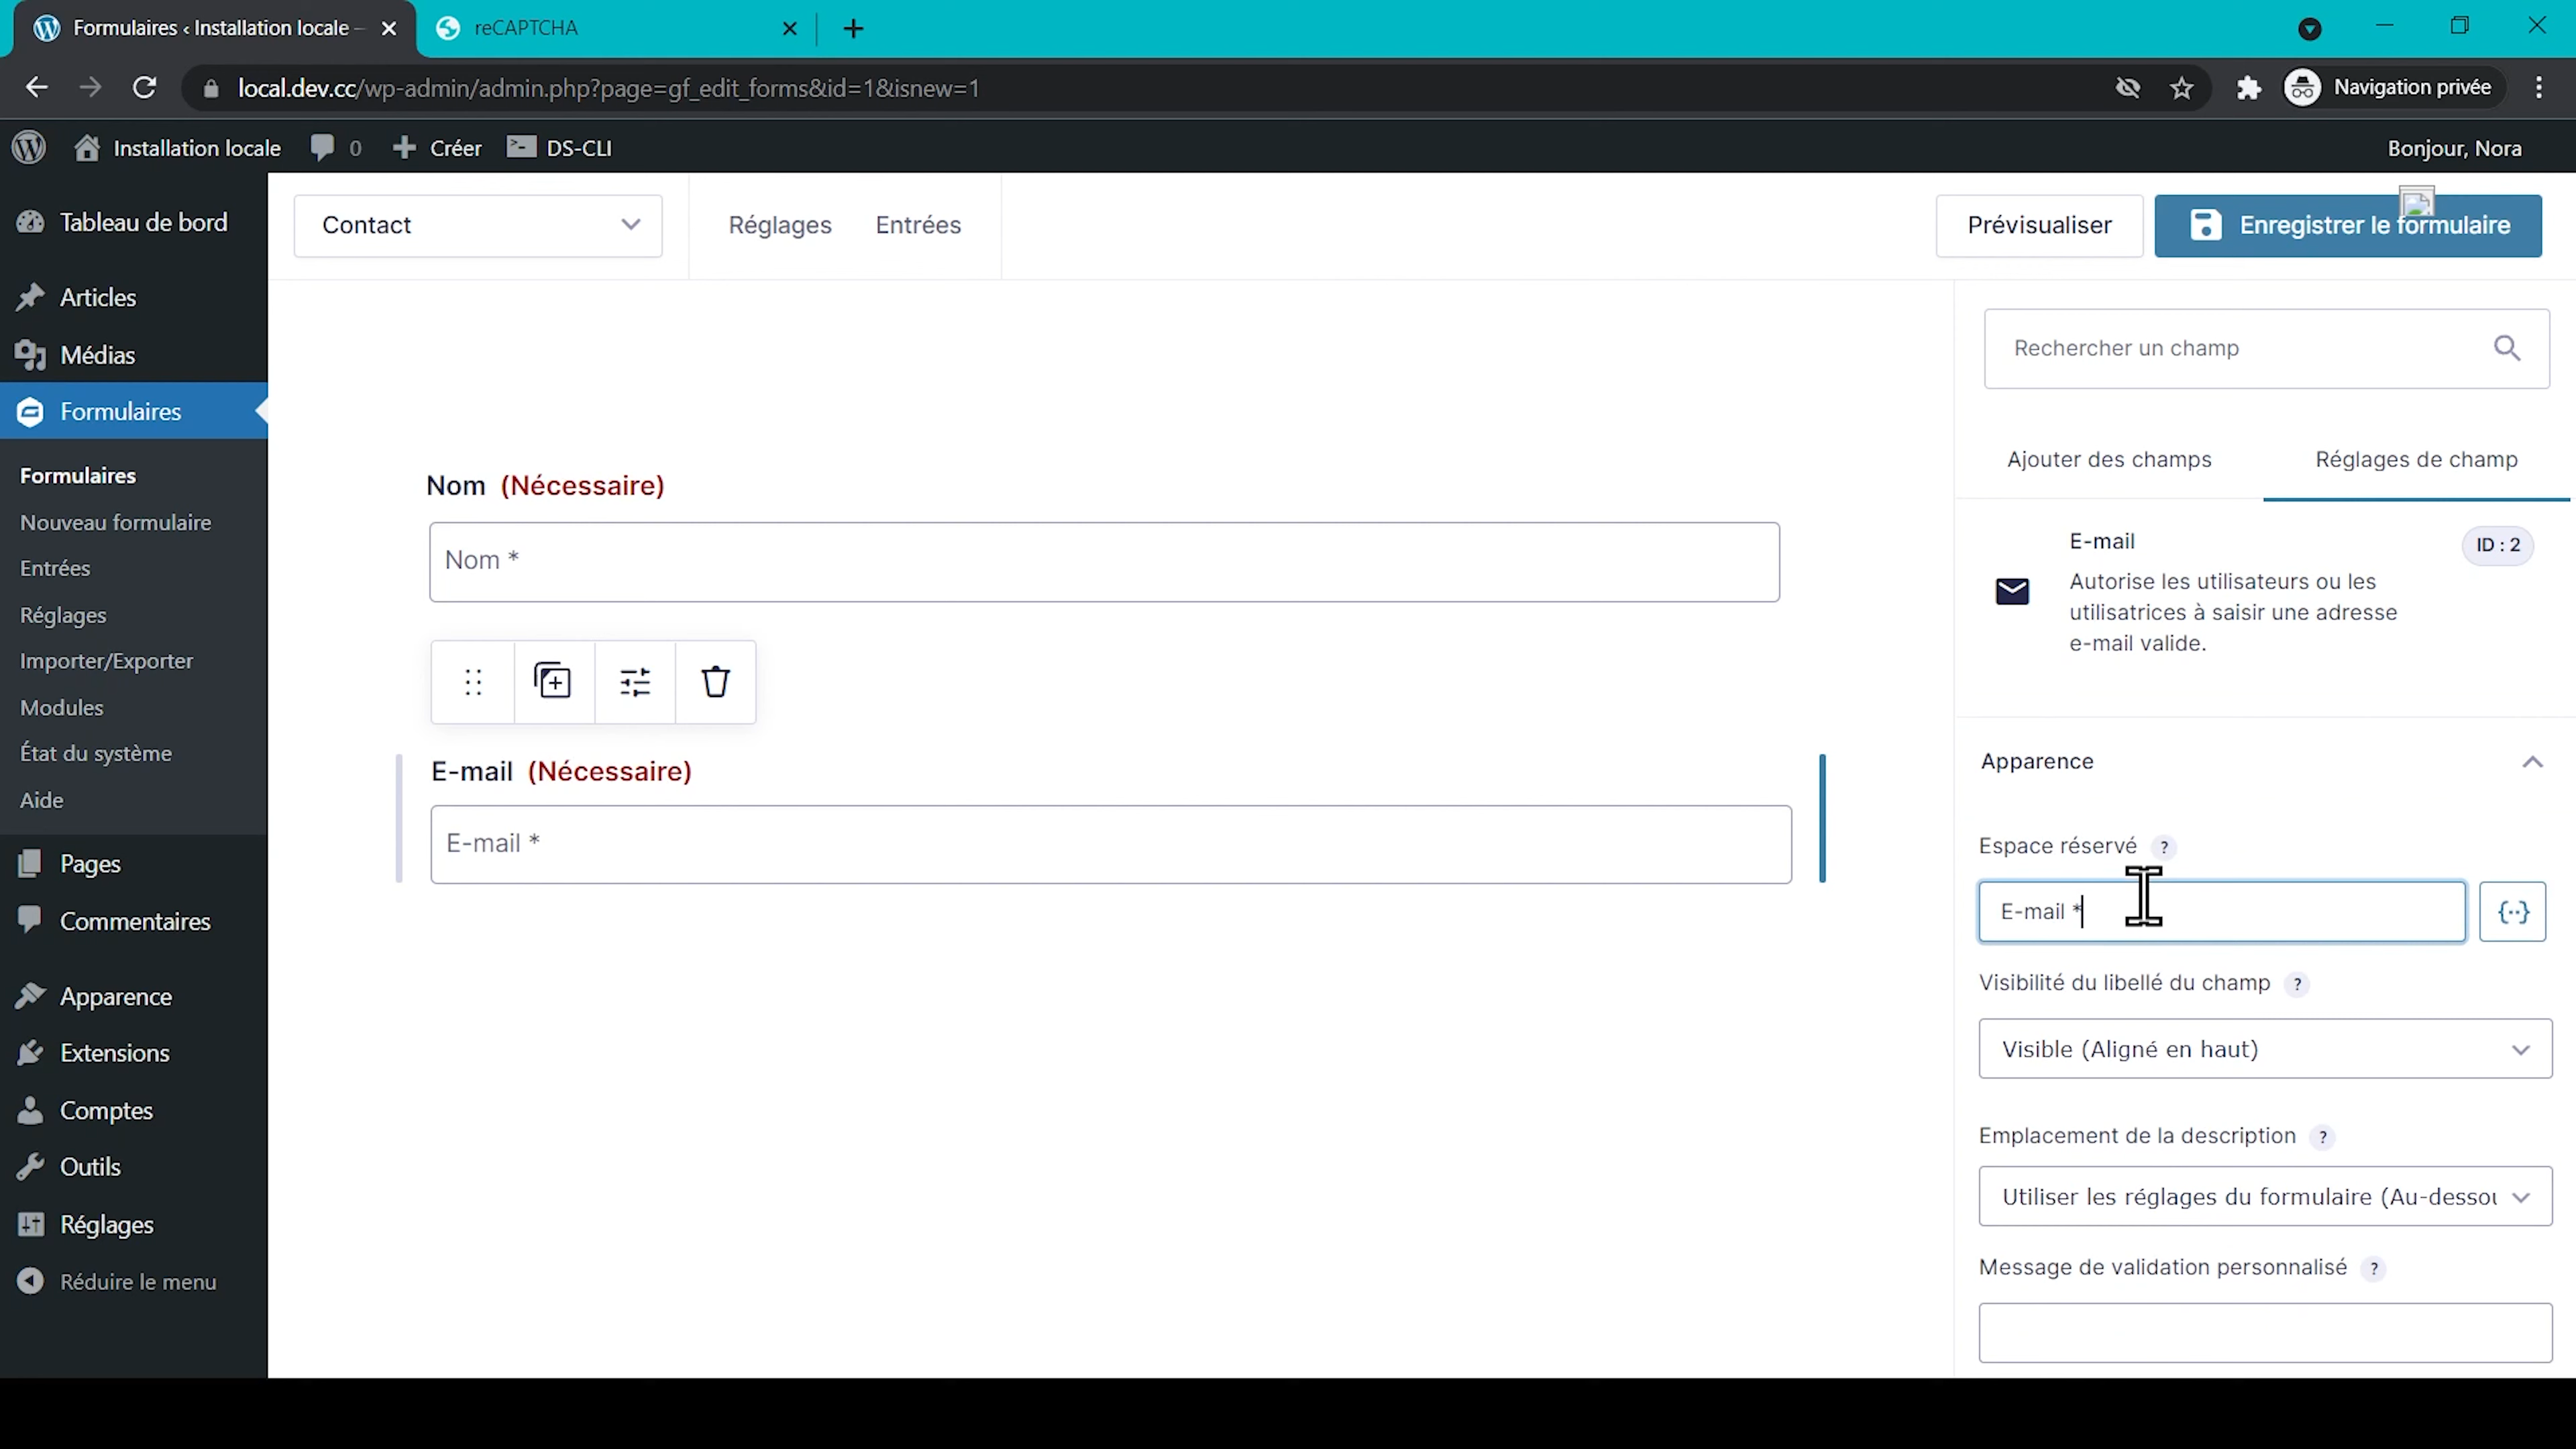 Formulaires ‹ Installation locale –
reCAPTCHA
local.dev.cc/wp-admin/admin.php?page=gf_edit_forms&id=1&isnew=1
Navigation privée
Installation locale
0
Créer
DS-CLI
Bonjour, Nora
Tableau de bord
Articles
Médias
Formulaires
Formulaires
Nouveau formulaire
Entrées
Réglages
Importer/Exporter
Modules
État du système
Aide
Pages
Commentaires
Apparence
Extensions
Comptes
Outils
Réglages
Réduire le menu
Contact
Réglages
Entrées
Prévisualiser
Enregistrer le formulaire
Nom (Nécessaire)
Nom *
E-mail (Nécessaire)
E-mail *
Rechercher un champ
Ajouter des champs
Réglages de champ
E-mail
ID : 2
Autorise les utilisateurs ou les
utilisatrices à saisir une adresse
e-mail valide.
Apparence
Espace réservé ?
E-mail *
Visibilité du libellé du champ ?
Visible (Aligné en haut)
Emplacement de la description ?
Utiliser les réglages du formulaire (Au-dessou
Message de validation personnalisé ?